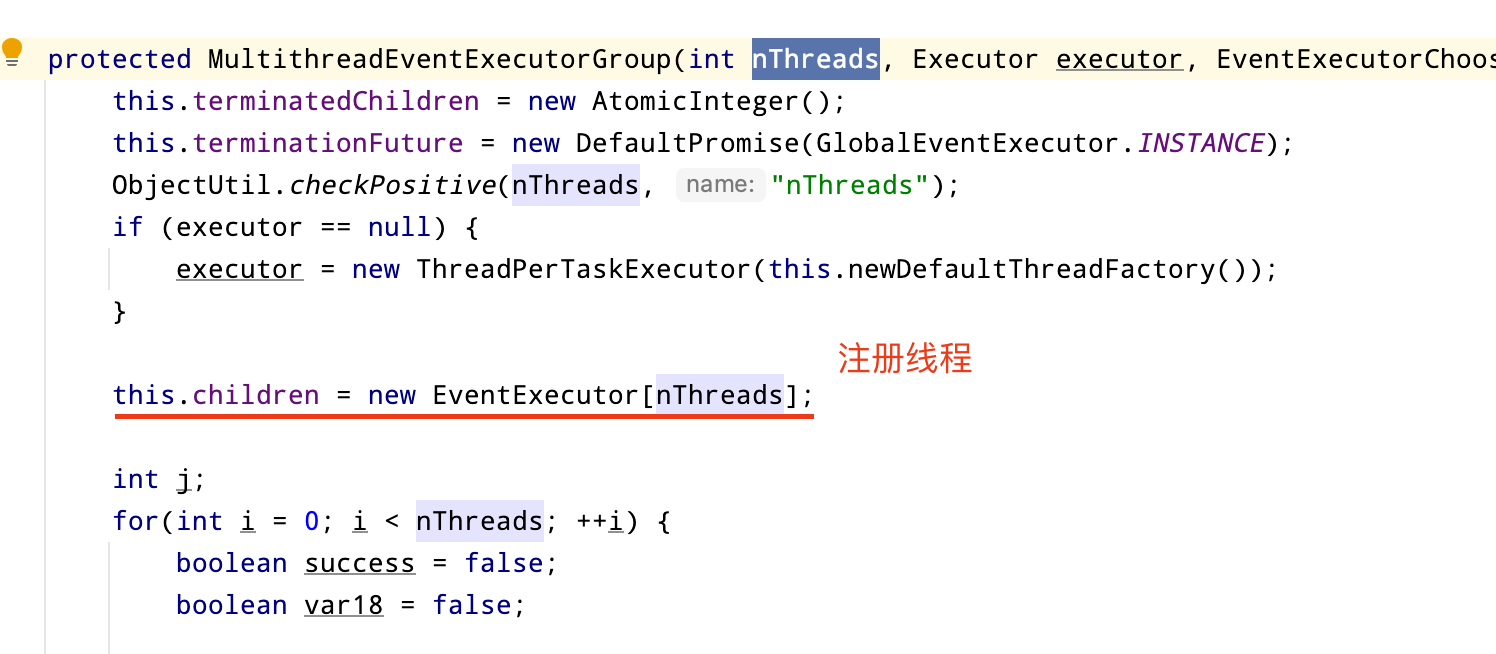 protected MultithreadEventExecutorGroup(int nThreads, Executor executor, EventExecutorChoos
this.terminatedChildren = new AtomicInteger();
this.terminationFuture = new DefaultPromise(GlobalEventExecutor.INSTANCE);
ObjectUtil.checkPositive(nThreads, name: "nThreads");
if (executor == null) {
executor = new ThreadPerTaskExecutor(this.newDefaultThreadFactory());
}
注册线程
this.children = new EventExecutor[nThreads];
int j;
for(int i = 0; i < nThreads; ++i) {
boolean success = false;
boolean var18 = false;